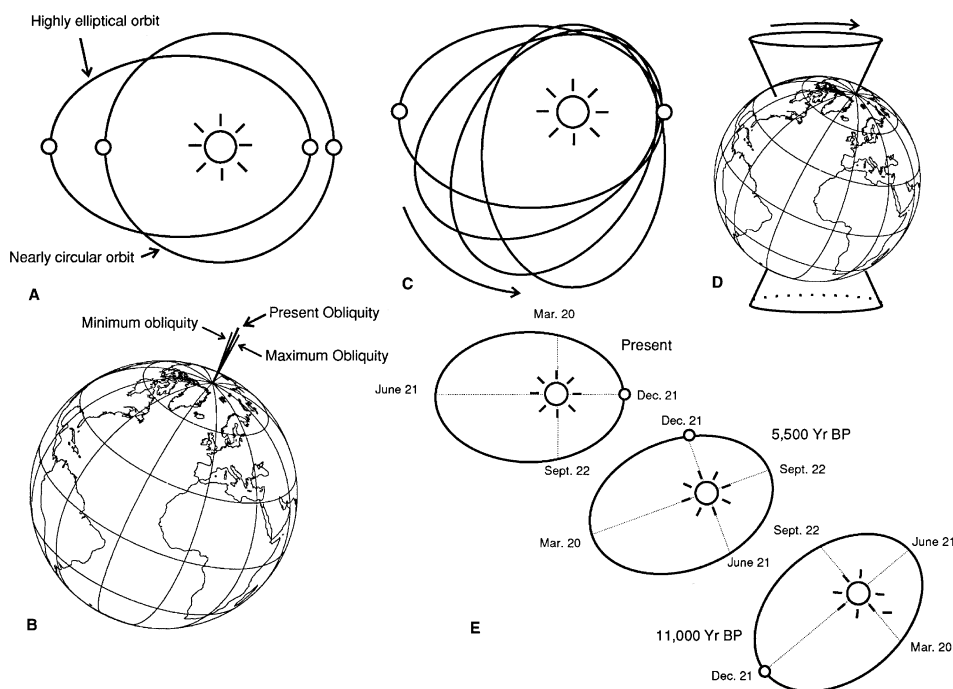 Highly elliptical orbit
Nearly circular orbit
A
C
D
Minimum obliquity
Present Obliquity
Maximum Obliquity
B
Mar. 20
Present
June 21
Dec. 21
Sept. 22
Dec. 21
5,500 Yr BP
Sept. 22
Mar. 20
June 21
Sept. 22
June 21
E
11,000 Yr BP
Mar. 20
Dec. 21